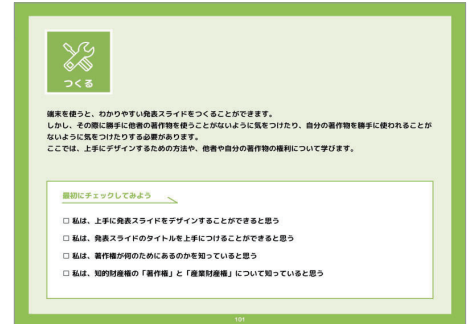 つくる
端末を使うと、わかりやすい発表スライドをつくることができます。
しかし、その際に勝手に他者の著作物を使うことがないように気をつけたり、自分の著作物を勝手に使われることが
ないように気をつけたりする必要があります。
ここでは、上手にデザインするための方法や、他者や自分の著作物の権利について学びます。
最初にチェックしてみよう
□ 私は、上手に発表スライドをデザインすることができると思う
□ 私は、発表スライドのタイトルを上手につけることができると思う
□ 私は、著作権が何のためにあるのかを知っていると思う
□ 私は、知的財産権の「著作権」と「産業財産権」について知っていると思う
101